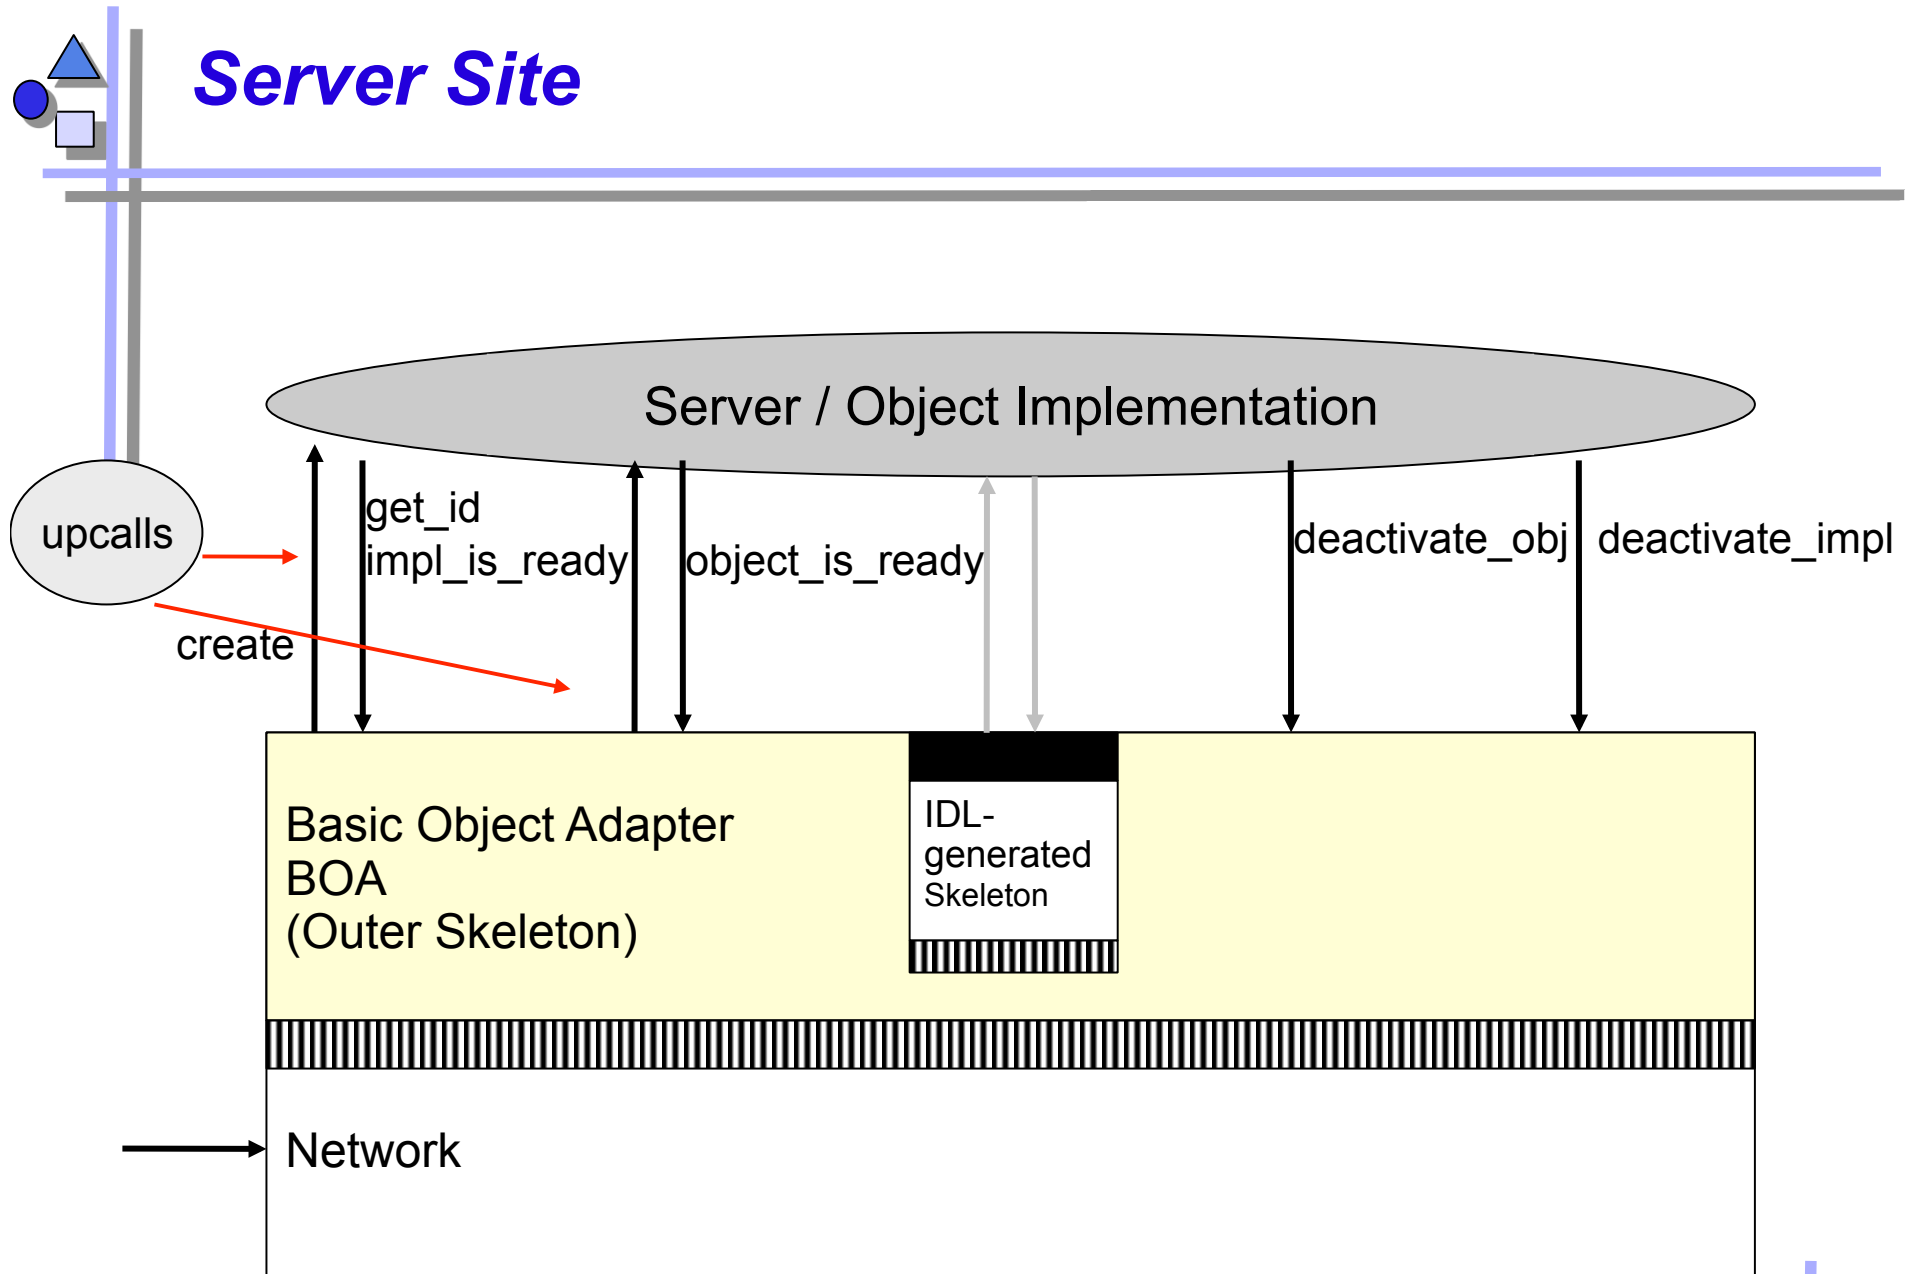 Server Site
Server / Object Implementation
upcalls
get_id
impl_is_ready
object_is_ready
deactivate_obj
deactivate_impl
create
Basic Object Adapter
BOA
(Outer Skeleton)
IDL-
generated
Skeleton
Network